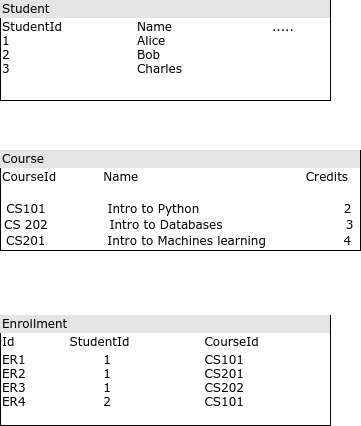 Student
StudentId Name .....
1 Alice
2 Bob
3 Charles
Course
CourseId Name Credits
CS101 Intro to Python 2
CS 202 Intro to Databases 3
CS201 Intro to Machines learning 4
Enrollment
Id StudentId CourseId
ER1 1 CS101
ER2 1 CS201
ER3 1 CS202
ER4 2 CS101